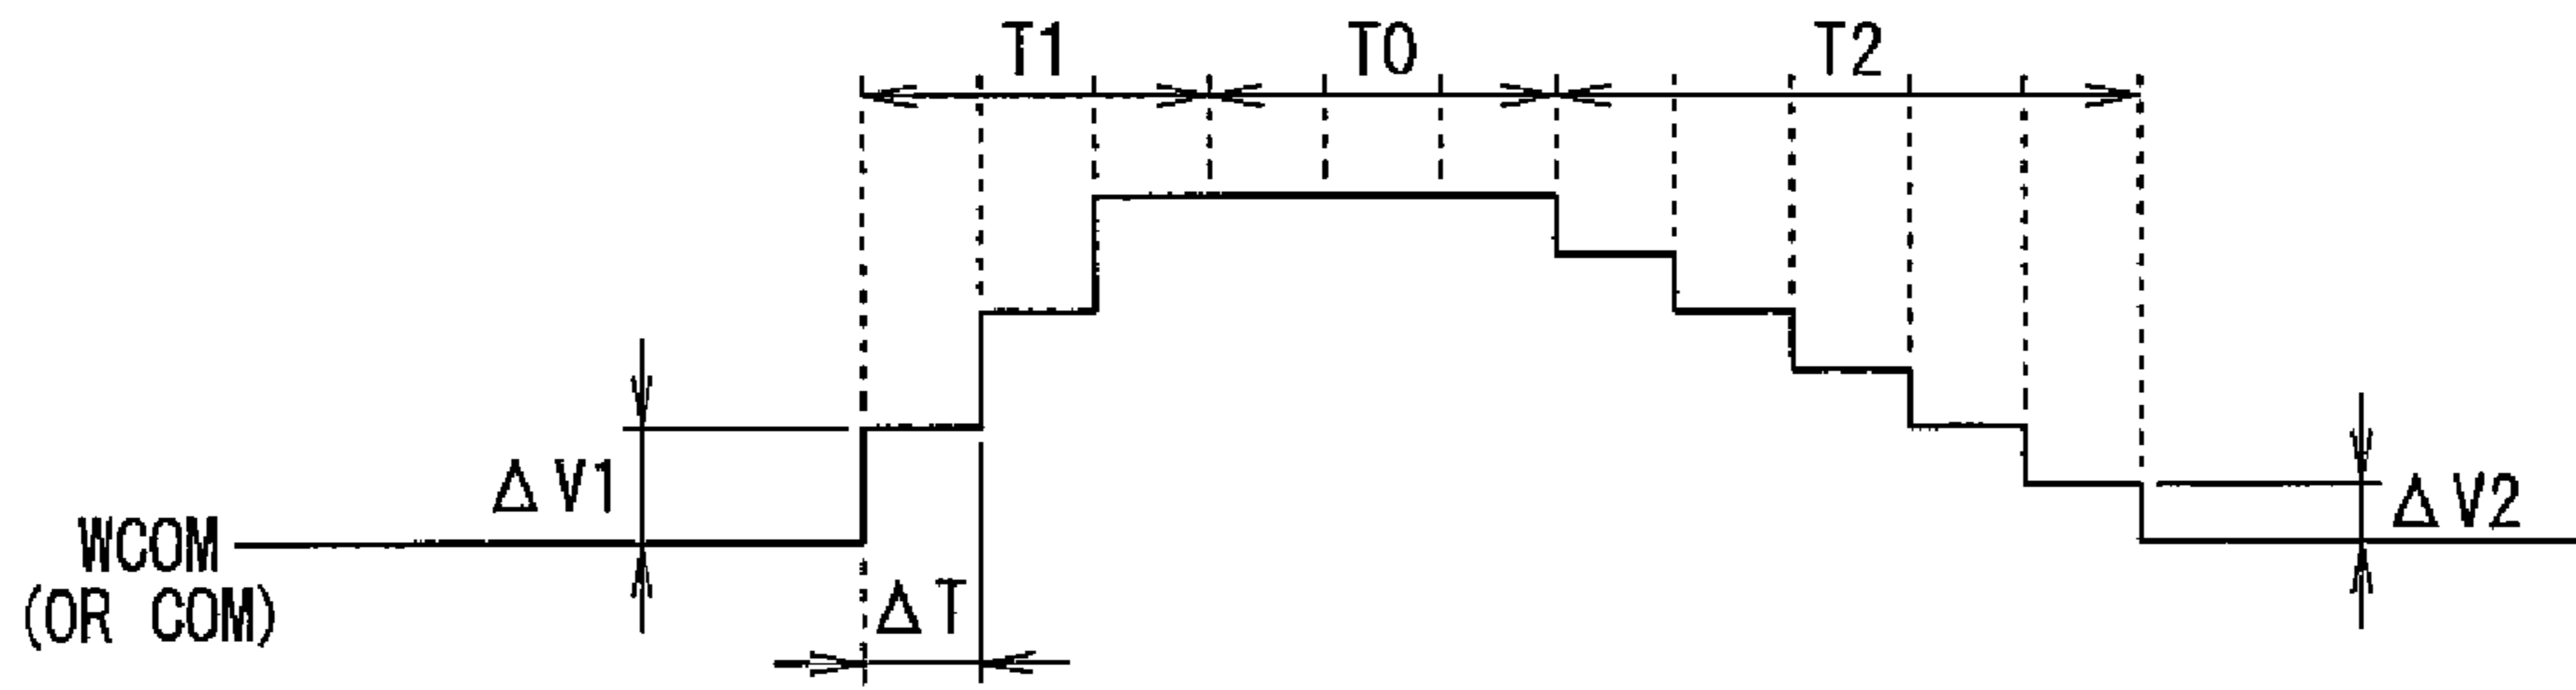 T1 T0 T2
ΔV1
ΔV2
WCOM
(OR COM)
ΔT